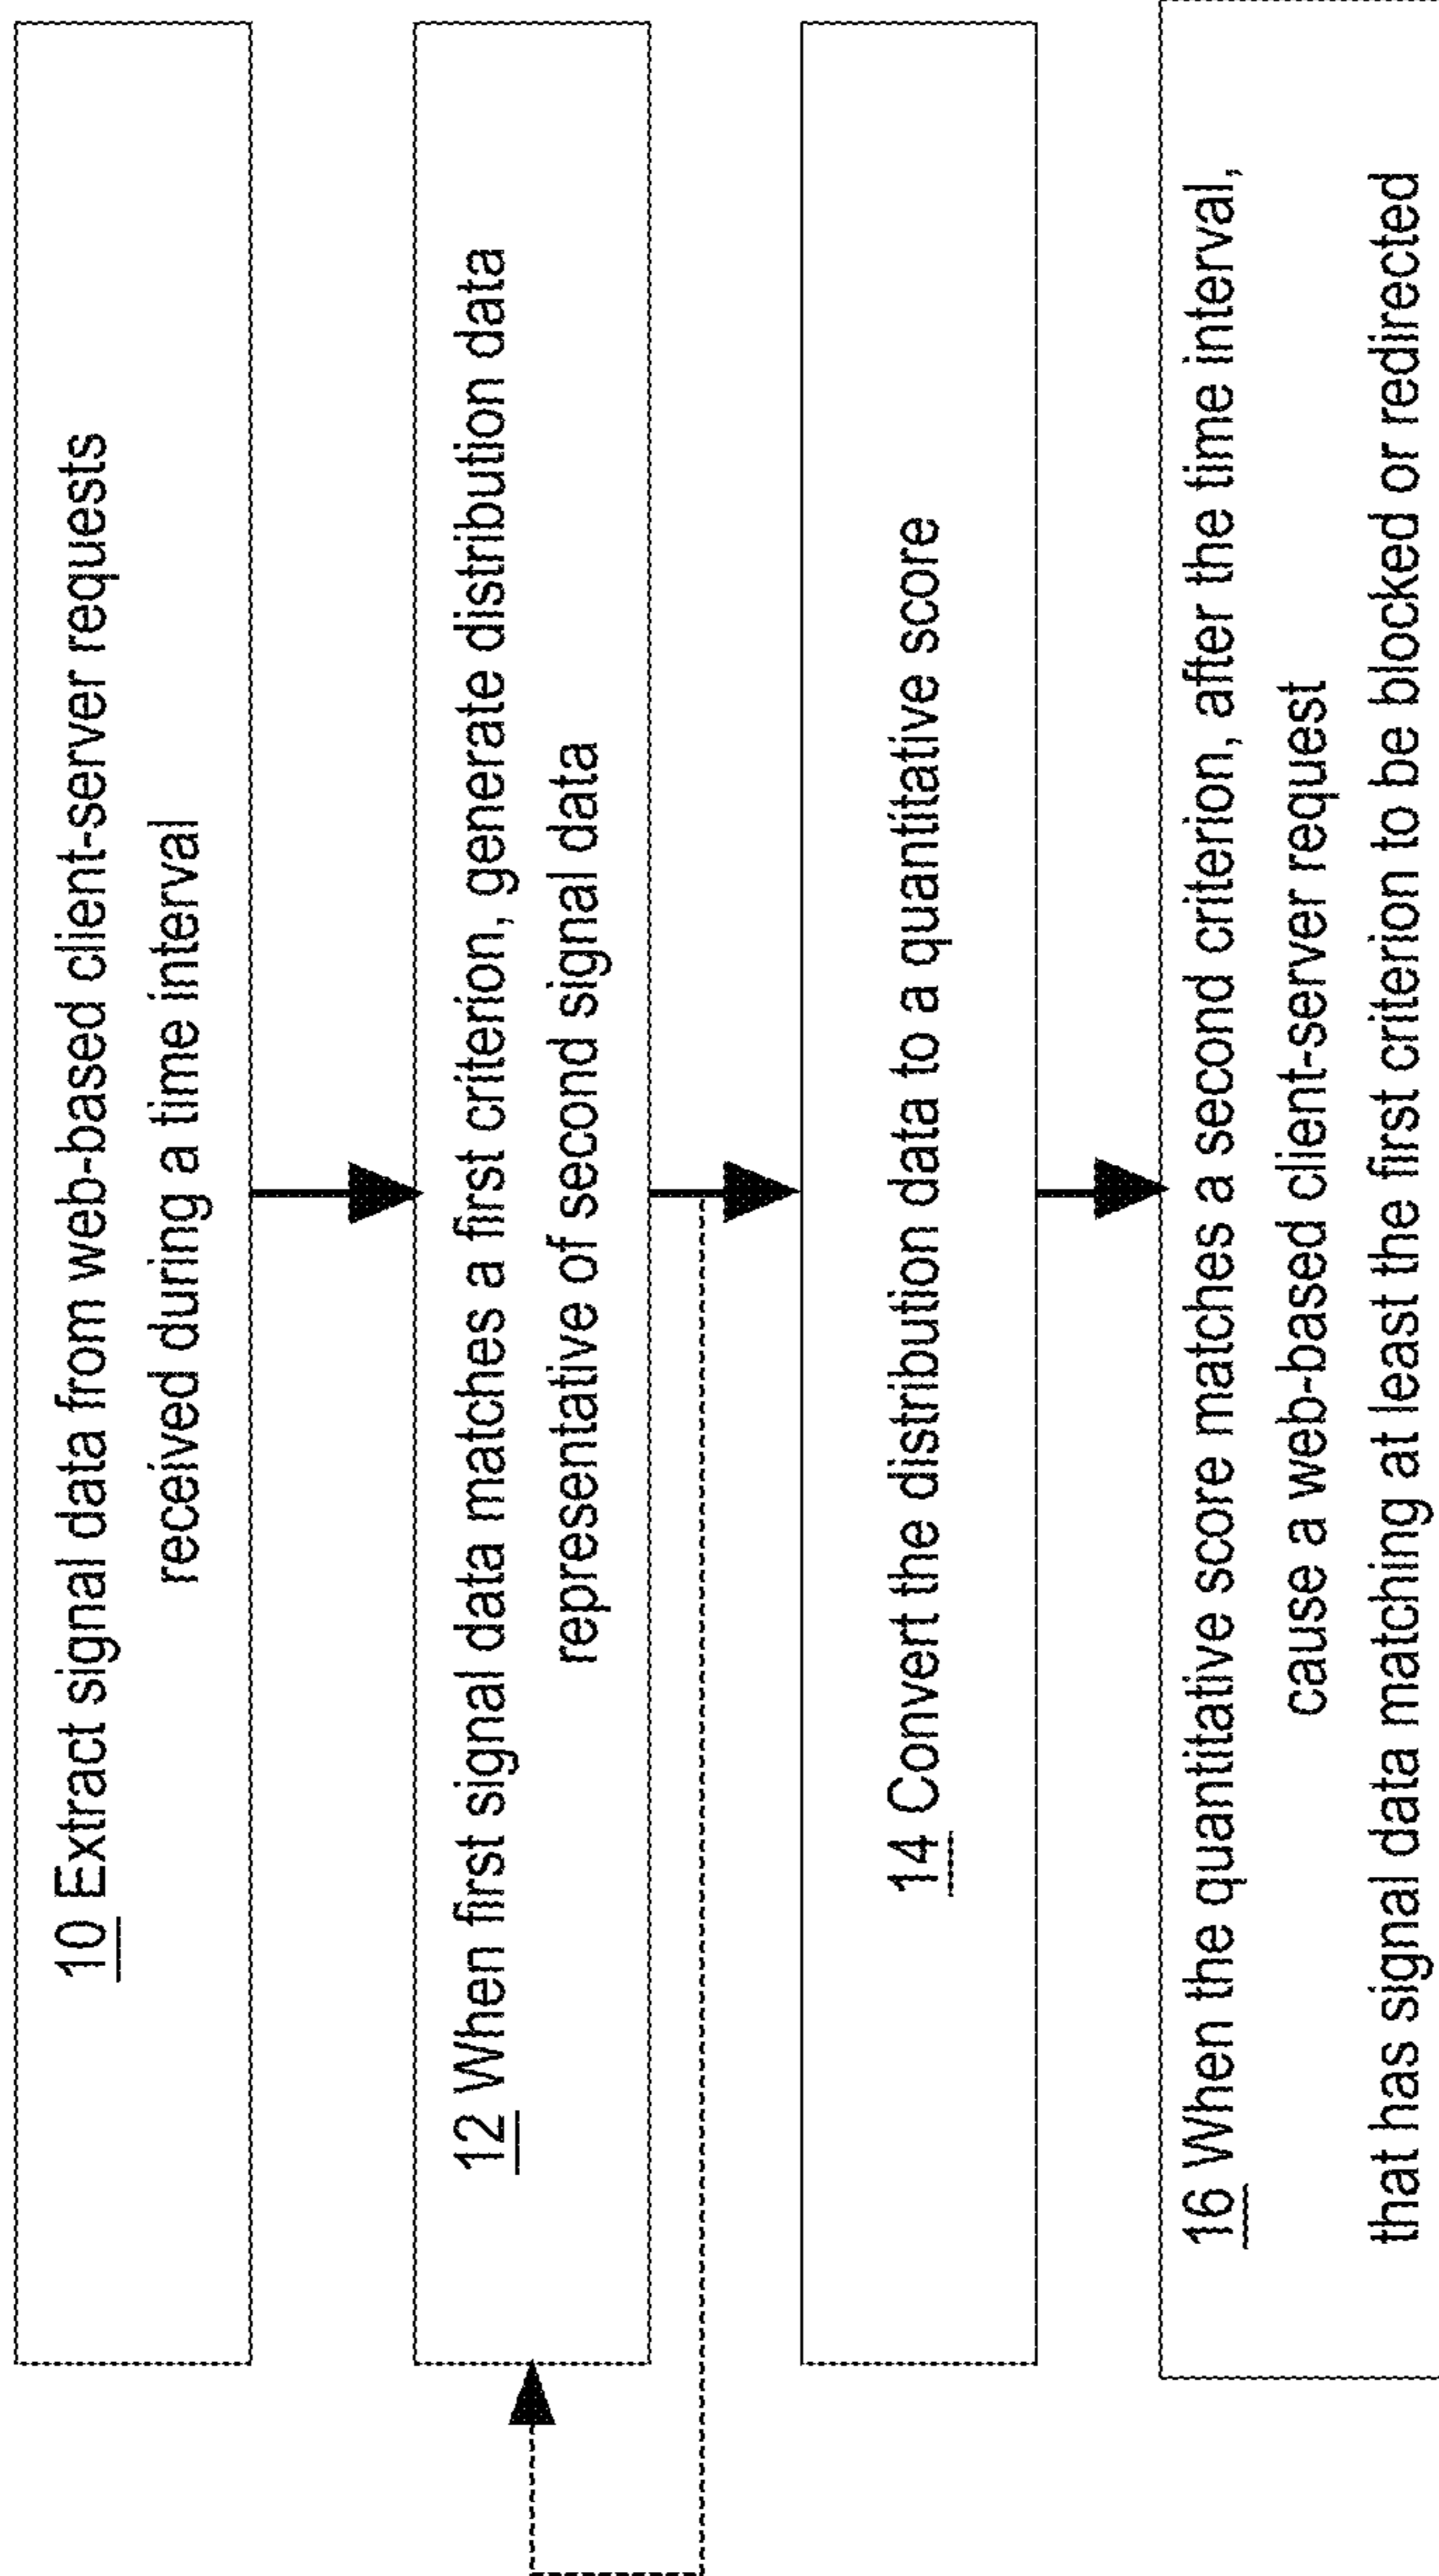 10 Extract signal data from web-based client-server requests
received during a time interval
12 When first signal data matches a first criterion, generate distribution data
representative of second signal data
14 Convert the distribution data to a quantitative score
16 When the quantitative score matches a second criterion, after the time interval,
cause a web-based client-server request
that has signal data matching at least the first criterion to be blocked or redirected